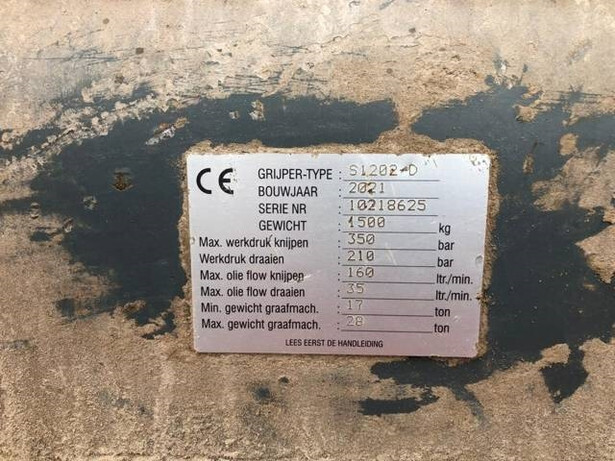 CE
GRIJPER-TYPE : S1202-D
BOUWJAAR : 2021
SERIE NR : 10218625
GEWICHT : 1500 kg
Max. werkdruk knijpen : 350 bar
Werkdruk draaien : 210 bar
Max. olie flow knijpen : 160 ltr./min.
Max. olie flow draaien : 35 ltr./min.
Min. gewicht graafmach. : 17 ton
Max. gewicht graafmach. : 28 ton
LEES EERST DE HANDLEIDING